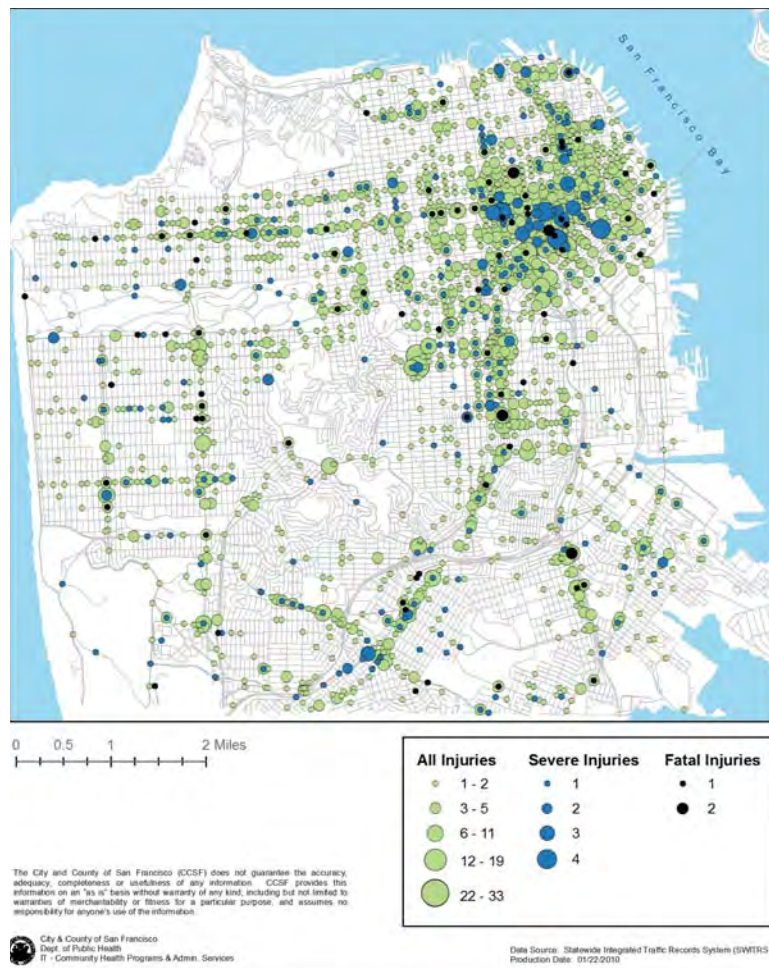 San Francisco Bay
0 0.5 1 2 Miles
All Injuries
1 - 2
3 - 5
6 - 11
12 - 19
22 - 33
Severe Injuries
1
2
3
4
Fatal Injuries
1
2
The City and County of San Francisco (CCSF) does not guarantee the accuracy,
adequacy, completeness or usefulness of any information. CCSF provides this
information on an "as is" basis without warranty of any kind, including but not limited to
warranties of merchantability or fitness for a particular purpose, and assumes no
responsibility for anyone's use of the information.
City & County of San Francisco
Dept. of Public Health
IT - Community Health Programs & Admin. Services
Data Source: Statewide Integrated Traffic Records System (SWITRS
Production Date: 01/22/2010